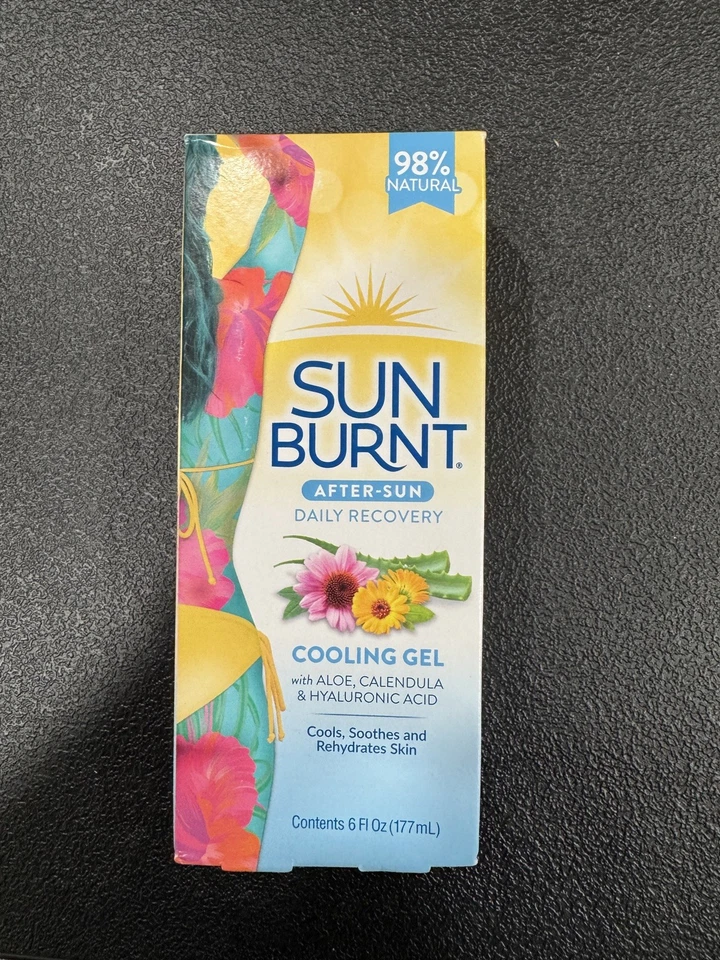 98%
NATURAL
SUN
BURNT®
AFTER-SUN
DAILY RECOVERY
COOLING GEL
with ALOE, CALENDULA
& HYALURONIC ACID
Cools, Soothes and
Rehydrates Skin
Contents 6 Fl Oz (177mL)